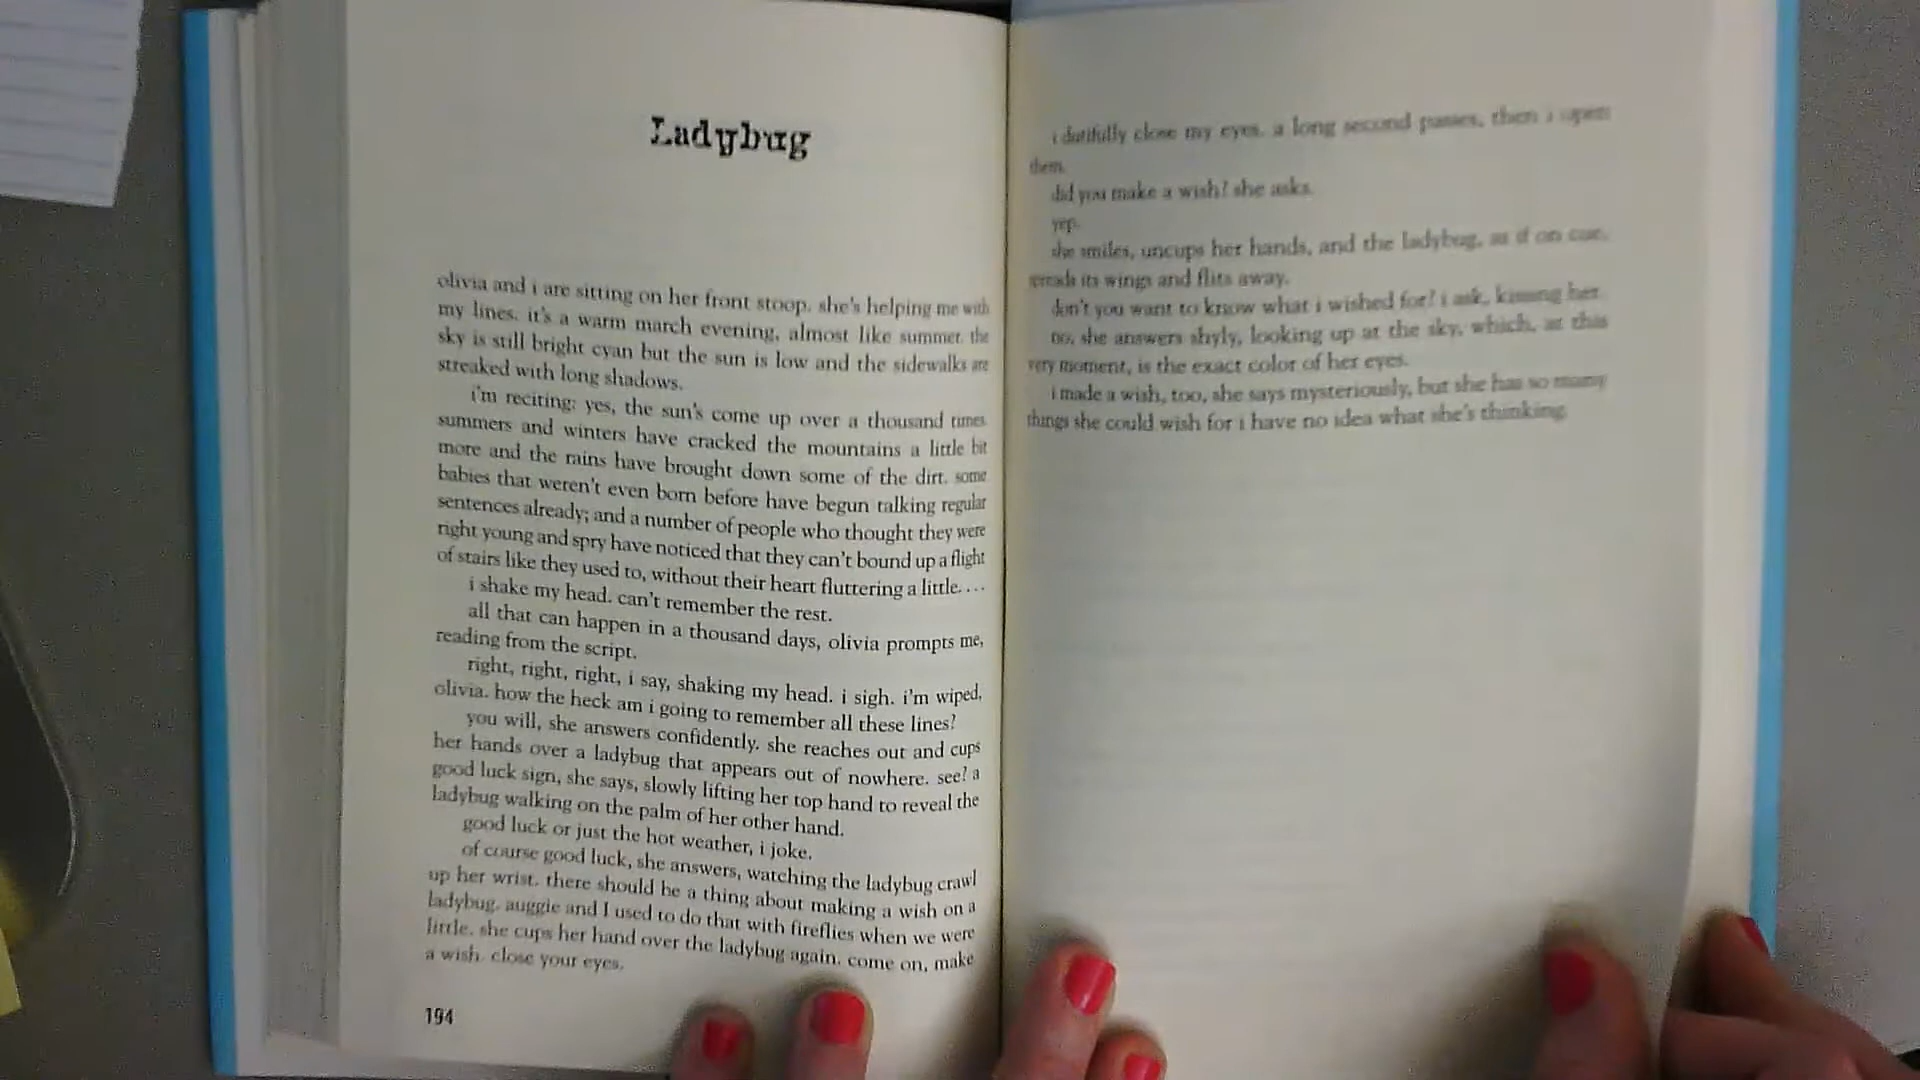 Ladybug
olivia and i are sitting on her front stoop. she's helping me with
my lines. it's a warm march evening, almost like summer. the
sky is still bright cyan but the sun is low and the sidewalks are
streaked with long shadows.
i'm reciting: yes, the sun's come up over a thousand times.
summers and winters have cracked the mountains a little bit
more and the rains have brought down some of the dirt. some
babies that weren't even born before have begun talking regular
sentences already; and a number of people who thought they were
right young and spry have noticed that they can't bound up a flight
of stairs like they used to, without their heart fluttering a little. . . .
i shake my head. can't remember the rest.
all that can happen in a thousand days, olivia prompts me,
reading from the script.
right, right, right, i say, shaking my head. i sigh. i'm wiped,
olivia. how the heck am i going to remember all these lines?
you will, she answers confidently. she reaches out and cups
her hands over a ladybug that appears out of nowhere. see? a
good luck sign, she says, slowly lifting her top hand to reveal the
ladybug walking on the palm of her other hand.
good luck or just the hot weather, i joke.
of course good luck, she answers, watching the ladybug crawl
up her wrist. there should be a thing about making a wish on a
ladybug. auggie and I used to do that with fireflies when we were
little. she cups her hand over the ladybug again. come on, make
a wish. close your eyes.
194
i dutifully close my eyes. a long second passes, then i open
them.
did you make a wish? she asks.
yep.
she smiles, uncups her hands, and the ladybug, as if on cue,
spreads its wings and flits away.
don't you want to know what i wished for? i ask, kissing her.
no, she answers shyly, looking up at the sky, which, at this
very moment, is the exact color of her eyes.
i made a wish, too, she says mysteriously, but she has so many
things she could wish for i have no idea what she's thinking.